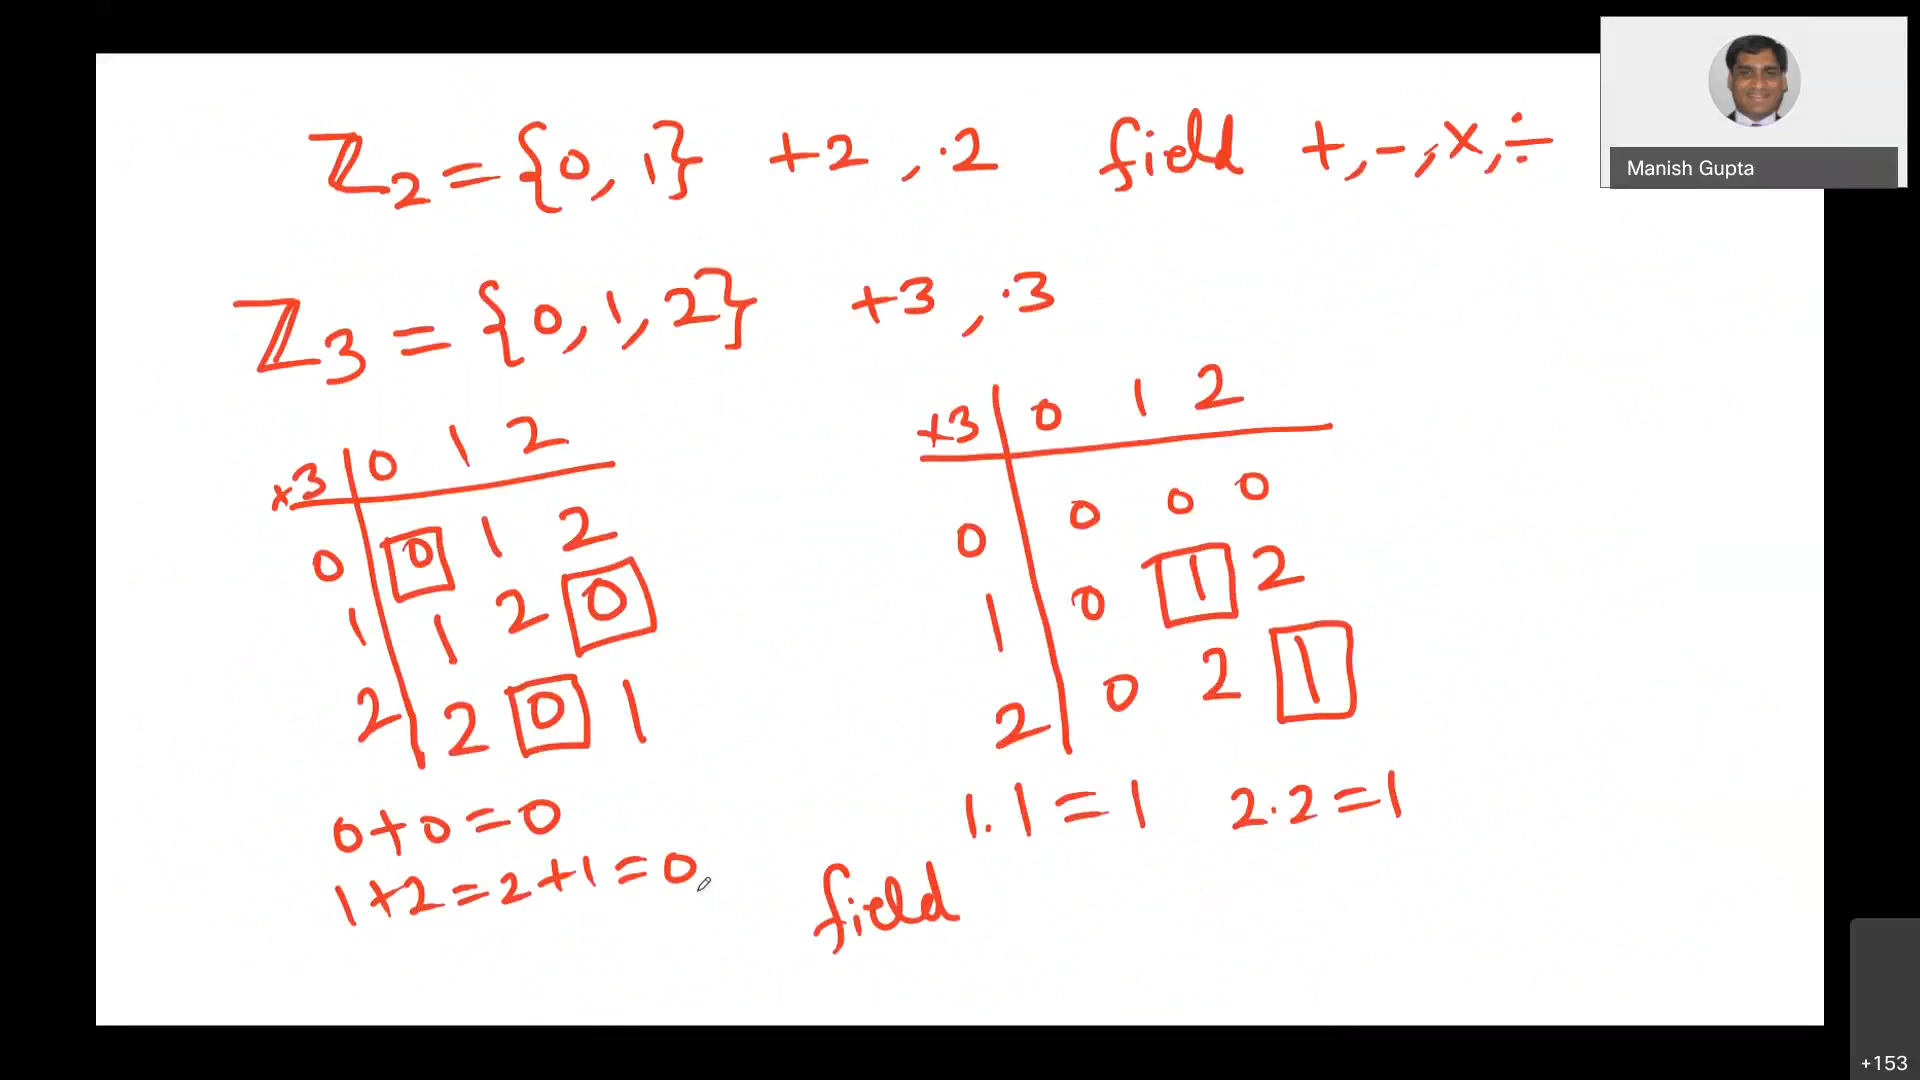 ℤ2 = {0, 1} +2 , ·2 field +, -, ×, ÷
Manish Gupta
ℤ3 = {0, 1, 2} +3 , ·3
+3 0 1 2
0 0 1 2
1 1 2 0
2 2 0 1
×3 0 1 2
0 0 0 0
1 0 1 2
2 0 2 1
0+0=0
1+2=2+1=0
1.1=1 2·2=1
field
+153